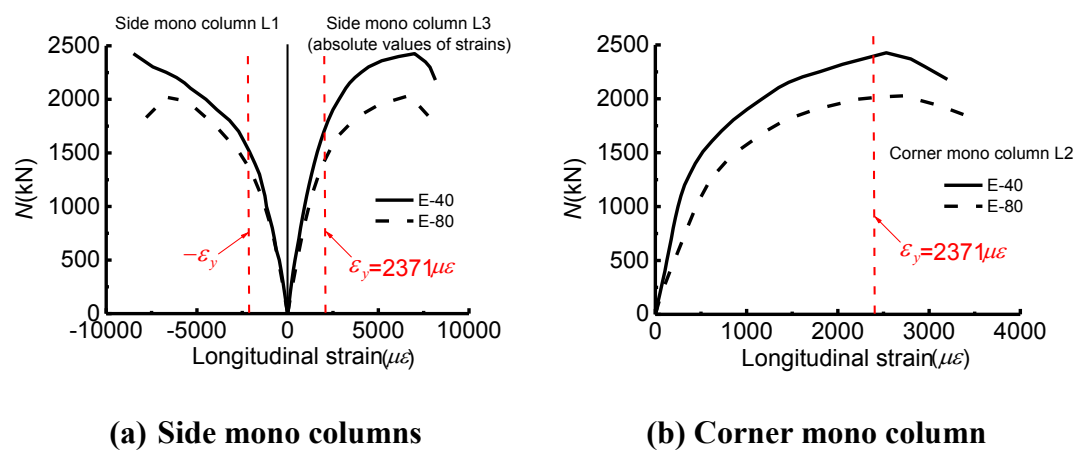 Side mono column L1
Side mono column L3
(absolute values of strains)
2500
2000
1500
1000
500
0
N(kN)
E-40
E-80
−εy
εy=2371με
-10000 -5000 0 5000 10000
Longitudinal strain(με)
(a) Side mono columns
2500
2000
1500
1000
500
0
N(kN)
Corner mono column L2
E-40
E-80
εy=2371με
0 1000 2000 3000 4000
Longitudinal strain(με)
(b) Corner mono column